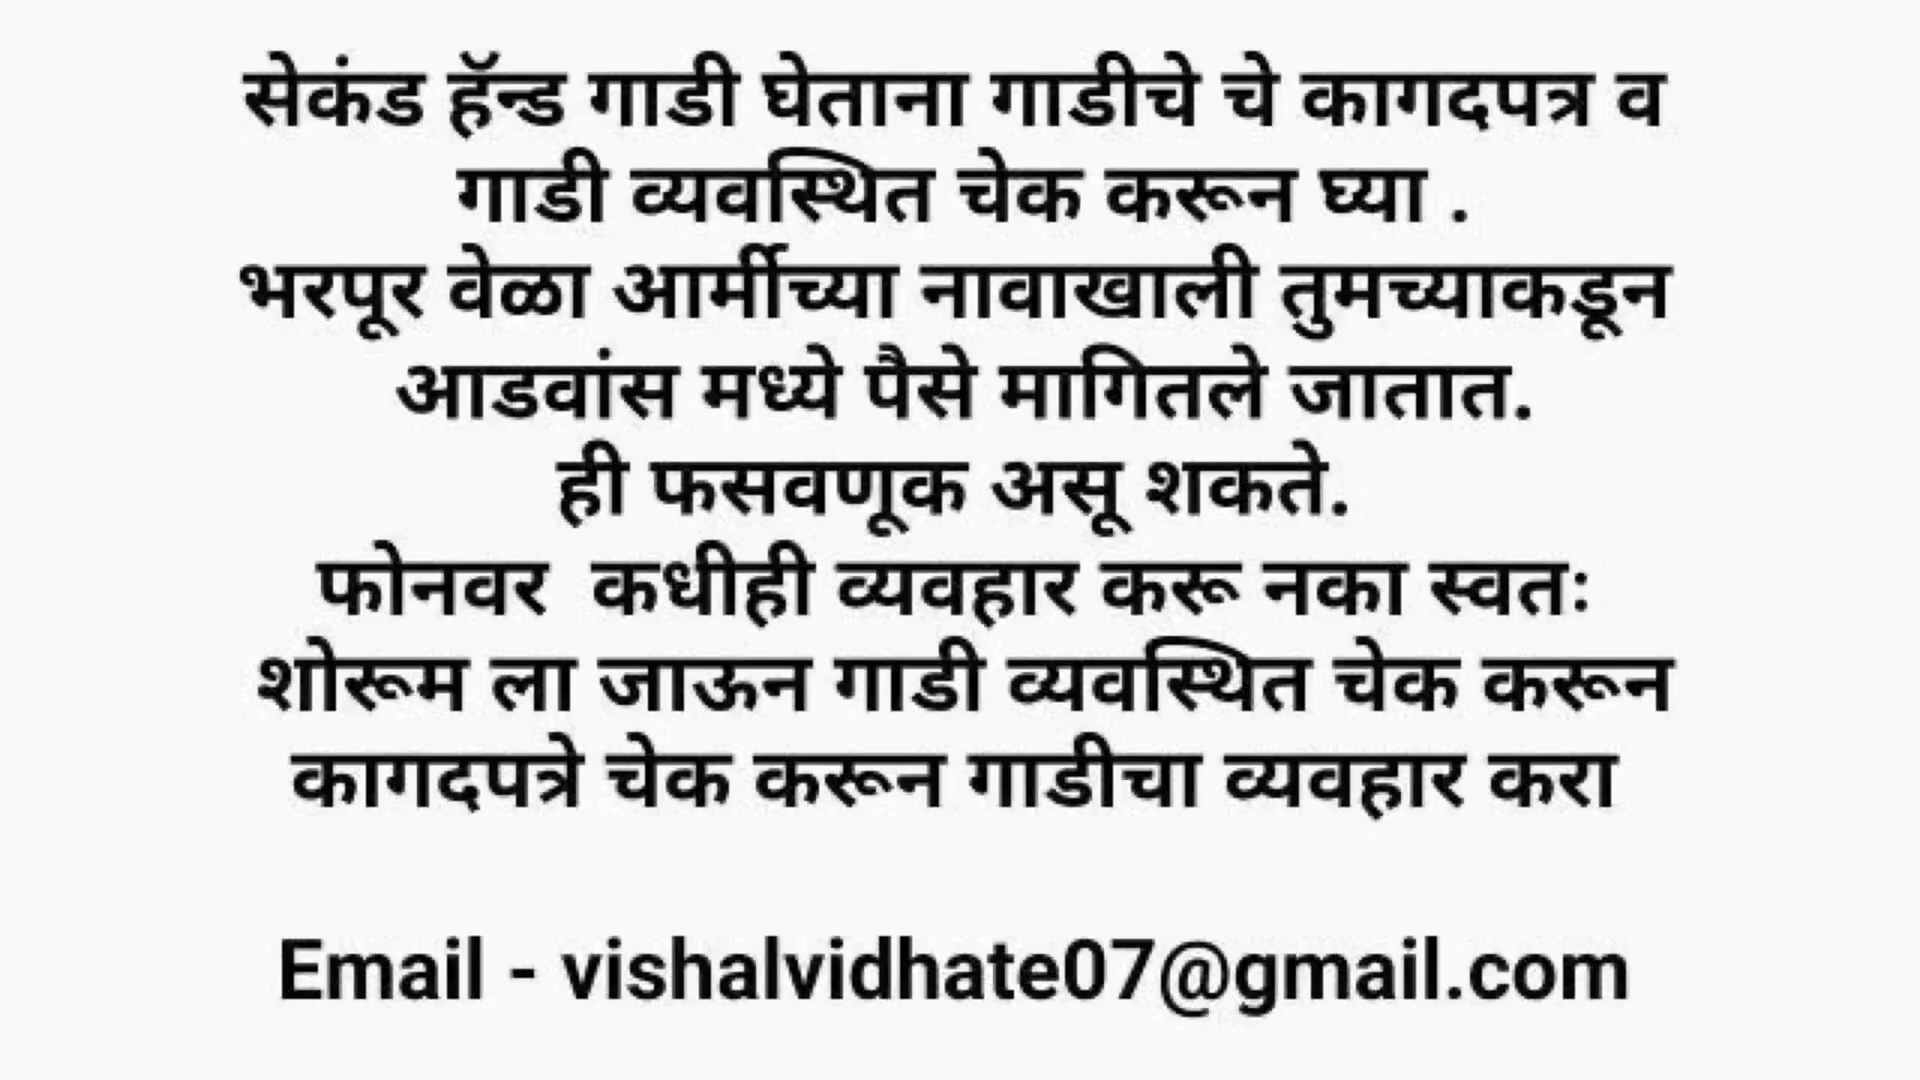 सेकंड हॅन्ड गाडी घेताना गाडीचे चे कागदपत्र व
गाडी व्यवस्थित चेक करून घ्या .
भरपूर वेळा आर्मीच्या नावाखाली तुमच्याकडून
आडवांस मध्ये पैसे मागितले जातात.
ही फसवणूक असू शकते.
फोनवर  कधीही व्यवहार करू नका स्वतः
शोरूम ला जाऊन गाडी व्यवस्थित चेक करून
कागदपत्रे चेक करून गाडीचा व्यवहार करा
Email - vishalvidhate07@gmail.com